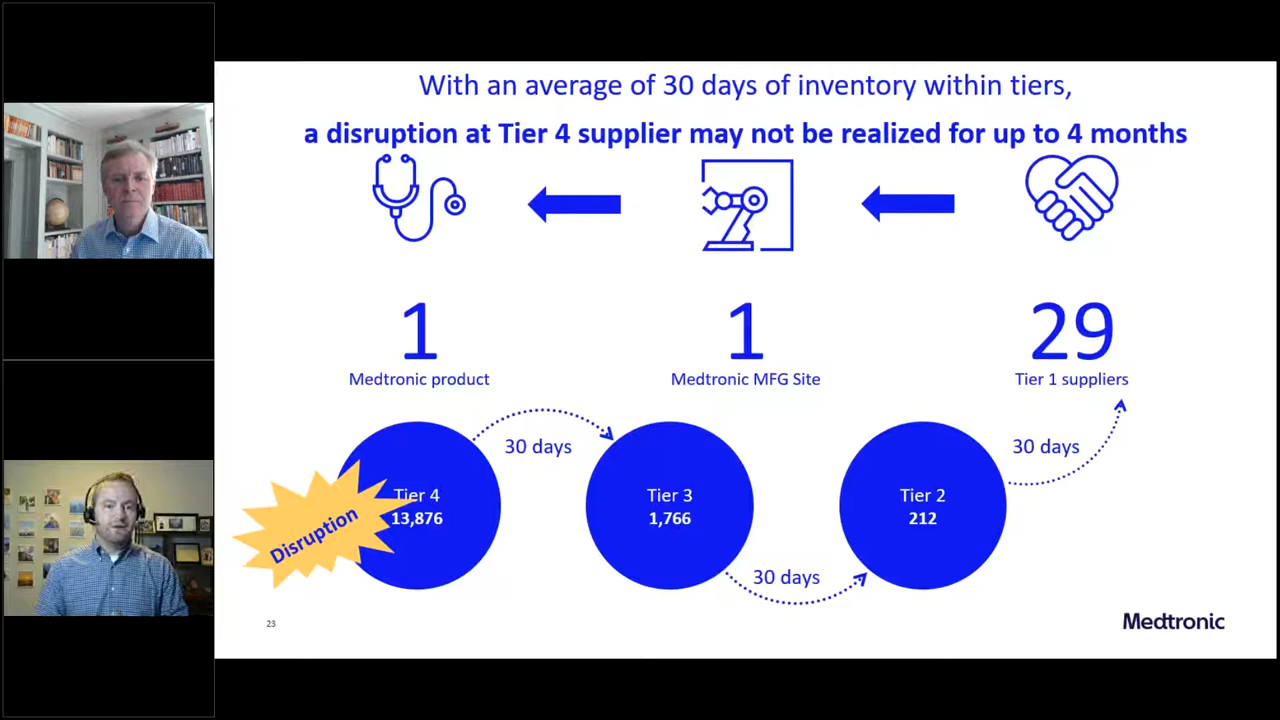 With an average of 30 days of inventory within tiers,
a disruption at Tier 4 supplier may not be realized for up to 4 months
1
Medtronic product
1
Medtronic MFG Site
29
Tier 1 suppliers
30 days
30 days
Tier 4
13,876
Tier 3
1,766
Tier 2
212
Disruption
30 days
23
Medtronic